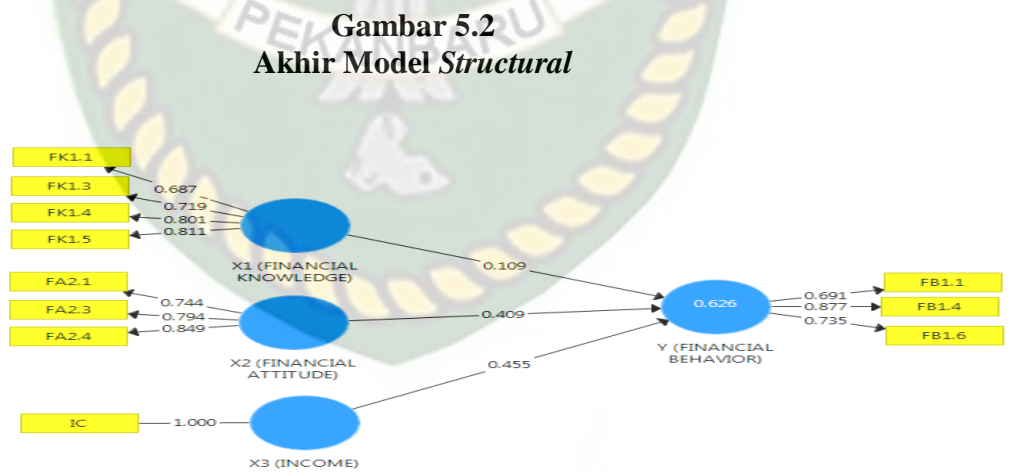 Gambar 5.2
PEKANBARU
Akhir Model Structural
FK1.1
FK1.3
FK1.4
FK1.5
0.687
0.719
0.801
0.811
X1 (FINANCIAL
KNOWLEDGE)
0.109
FA2.1
FA2.3
FA2.4
0.744
0.794
0.849
X2 (FINANCIAL
ATTITUDE)
0.409
IC
1.000
X3 (INCOME)
0.455
0.626
Y (FINANCIAL
BEHAVIOR)
0.691
0.877
0.735
FB1.1
FB1.4
FB1.6